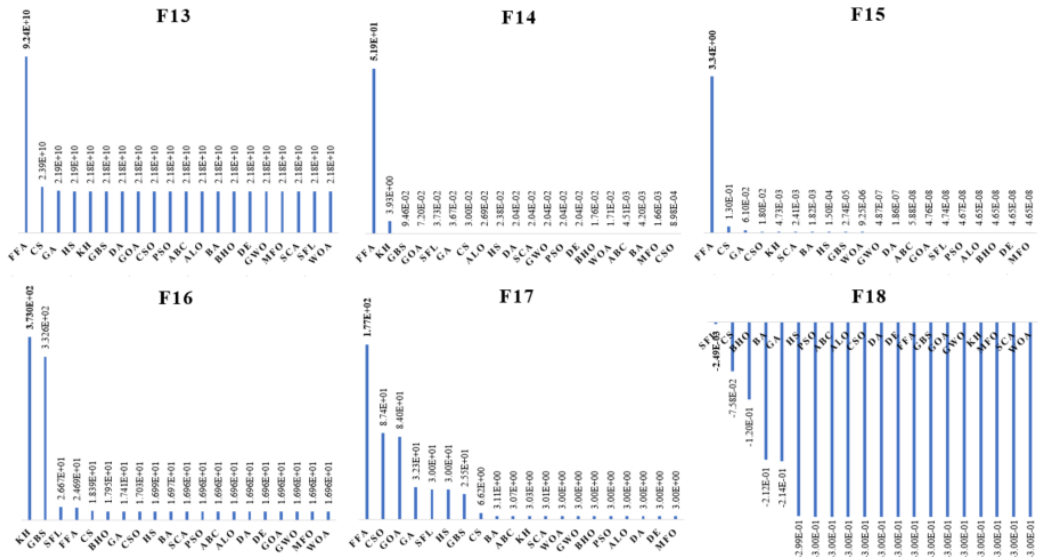 F13
9.24E+10 2.39E+10 2.19E+10 2.19E+10 2.18E+10 2.18E+10 2.18E+10 2.18E+10 2.18E+10 2.18E+10 2.18E+10 2.18E+10 2.18E+10 2.18E+10 2.18E+10 2.18E+10 2.18E+10 2.18E+10 2.18E+10 2.18E+10
FFA CS GA HS KH GBS DA GOA CSO PSO ABC ALO BA BHO DE GWO MFO SCA SFL WOA
F14
5.19E+01 3.93E+00 9.46E-02 7.20E-02 3.73E-02 3.67E-02 3.00E-02 2.69E-02 2.38E-02 2.04E-02 2.04E-02 2.04E-02 2.04E-02 2.04E-02 1.76E-02 1.71E-02 4.51E-03 4.20E-03 1.66E-03 8.98E-04
FFA KH GBS GOA SFL GA CS ALO HS DA SCA GWO PSO DE BHO WOA ABC BA MFO CSO
F15
3.34E+00 1.30E-01 6.10E-02 1.80E-02 4.73E-03 2.41E-03 1.82E-03 1.50E-04 2.74E-05 9.25E-06 4.87E-07 1.86E-07 5.88E-08 4.76E-08 4.74E-08 4.67E-08 4.65E-08 4.65E-08 4.65E-08 4.65E-08
FFA CS GA CSO KH SCA BA HS GBS WOA GWO DA ABC GOA SFL PSO ALO BHO DE MFO
F16
3.730E+02 3.326E+02 2.667E+01 2.469E+01 1.839E+01 1.795E+01 1.741E+01 1.703E+01 1.699E+01 1.697E+01 1.696E+01 1.696E+01 1.696E+01 1.696E+01 1.696E+01 1.696E+01 1.696E+01 1.696E+01 1.696E+01 1.696E+01
KH GBS SFL FFA CS BHO GA CSO HS BA SCA PSO ABC ALO DA DE GOA GWO MFO WOA
F17
1.77E+02 8.74E+01 8.40E+01 3.23E+01 3.00E+01 3.00E+01 2.55E+01 6.62E+00 3.11E+00 3.07E+00 3.03E+00 3.01E+00 3.00E+00 3.00E+00 3.00E+00 3.00E+00 3.00E+00 3.00E+00 3.00E+00 3.00E+00
FFA CSO GOA GA SFL HS GBS CS BA ABC KH SCA WOA GWO BHO PSO ALO DA DE MFO
F18
SFL CS BHO BA GA HS PSO ABC ALO CSO DA DE FFA GBS GOA GWO KH MFO SCA WOA
-2.49E-03 -7.58E-02 -1.20E-01 -2.12E-01 -2.14E-01 -2.99E-01 -3.00E-01 -3.00E-01 -3.00E-01 -3.00E-01 -3.00E-01 -3.00E-01 -3.00E-01 -3.00E-01 -3.00E-01 -3.00E-01 -3.00E-01 -3.00E-01 -3.00E-01 -3.00E-01